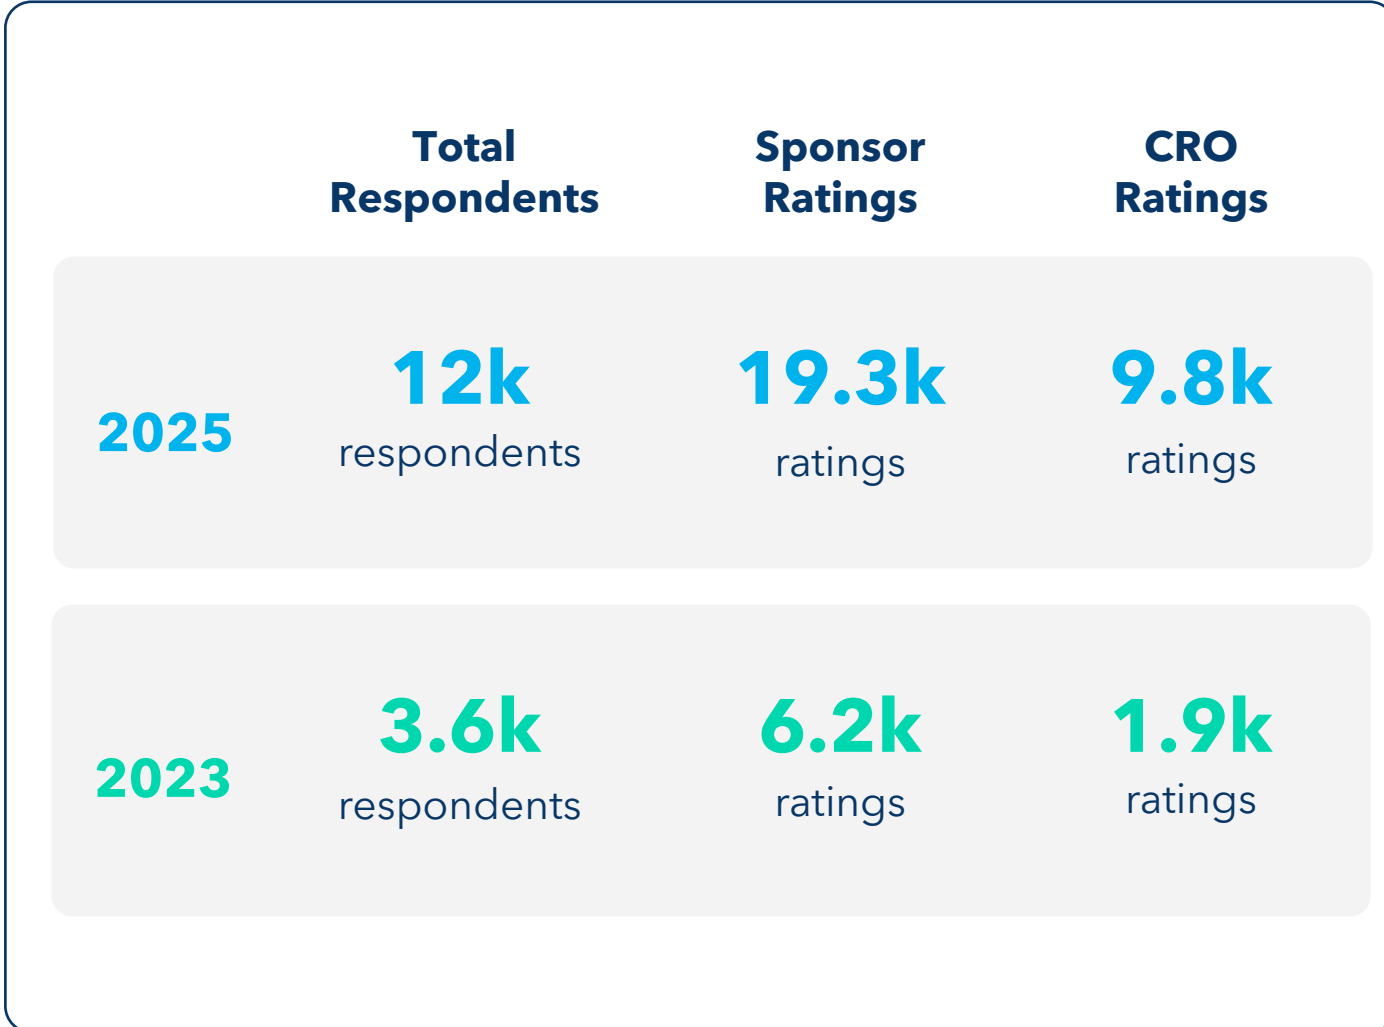 Total
Respondents
Sponsor
Ratings
CRO
Ratings
2025
12k
respondents
19.3k
ratings
9.8k
ratings
2023
3.6k
respondents
6.2k
ratings
1.9k
ratings